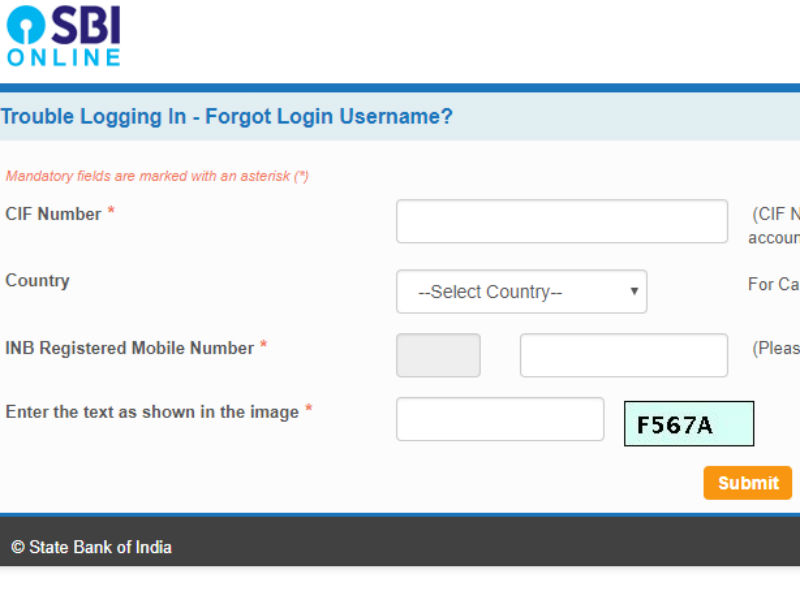 SBI
ONLINE
Trouble Logging In - Forgot Login Username?
Mandatory fields are marked with an asterisk (*)
CIF Number *
(CIF N
accoun
Country
--Select Country--
For Ca
INB Registered Mobile Number *
(Pleas
Enter the text as shown in the image *
F567A
Submit
© State Bank of India